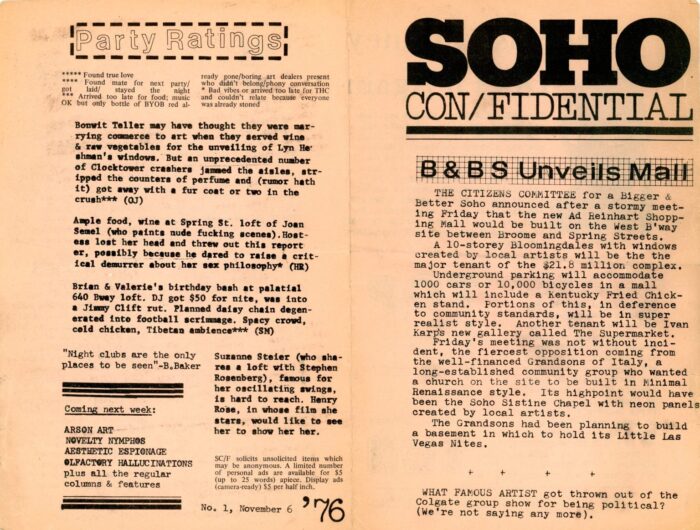 Party Ratings
***** Found true love
**** Found mate for next party/
got laid/ stayed the night
*** Arrived too late for food; music
OK but only bottle of BYOB red al-
ready gone/boring art dealers present
who didn't belong/phony conversation
* Bad vibes or arrived too late for THC
and couldn't relate because everyone
was already stoned
Bonwit Teller may have thought they were mar-
rying commerce to art when they served wine
& raw vegetables for the unveiling of Lyn He
shman's windows. But an unprecedented number
of Clocktower crashers jammed the aisles, str-
ipped the counters of perfume and (rumor hath
it) got away with a fur coat or two in the
crush*** (OJ)
Ample food, wine at Spring St. loft of Joan
Semel (who paints nude fucking scenes).Host-
ess lost her head and threw out this report
er, possibly because he dared to raise a crit-
ical demurrer about her sex philosophy* (HR)
Brian & Valerie's birthday bash at palatial
640 Bway loft. DJ got $50 for nite, was into
a Jimmy Clift rut. Planned daisy chain degen-
erated into football scrimmage. Spacy crowd,
cold chicken, Tibetan ambience*** (SM)
"Night clubs are the only
places to be seen"-B.Baker
Coming next week:
ARSON ART
NOVELTY NYMPHOS
AESTHETIC ESPIONAGE
OLFACTORY HALLUCINATIONS
plus all the regular
columns & features
Suzanne Steier (who sha-
res a loft with Stephen
Rosenberg), famous for
her oscillating swings,
is hard to reach. Henry
Rose, in whose film she
stars, would like to see
her to show her her.
SC/F solicits unsolicited items which
may be anonymous. A limited number
of personal ads are available for $5
(up to 25 words) apiece. Display ads
(camera-ready) $5 per half inch.
No. 1, November 6 '76
SOHO
CON/FIDENTIAL
B & B S Unveils Mall
THE CITIZENS COMMITTEE for a Bigger &
Better Soho announced after a stormy meet-
ing Friday that the new Ad Reinhart Shopp-
ing Mall would be built on the West B'way
site between Broome and Spring Streets.
A 10-storey Bloomingdales with windows
created by local artists will be the the
major tenant of the $21.8 million complex.
Underground parking will accommodate
1000 cars or 10,000 bicycles in a mall
which will include a Kentucky Fried Chick-
en stand. Portions of this, in deference
to community standards, will be in super
realist style. Another tenant will be Ivan
Karp's new gallery called The Supermarket.
Friday's meeting was not without inci-
dent, the fiercest opposition coming from
the well-financed Grandsons of Italy, a
long-established community group who wanted
a church on the site to be built in Minimal
Renaissance style. Its highpoint would have
been the Soho Sistine Chapel with neon panels
created by local artists.
The Grandsons had been planning to build
a basement in which to hold its Little Las
Vegas Nites.
+ + + +
WHAT FAMOUS ARTIST got thrown out of the
Colgate group show for being political?
(We're not saying any more).